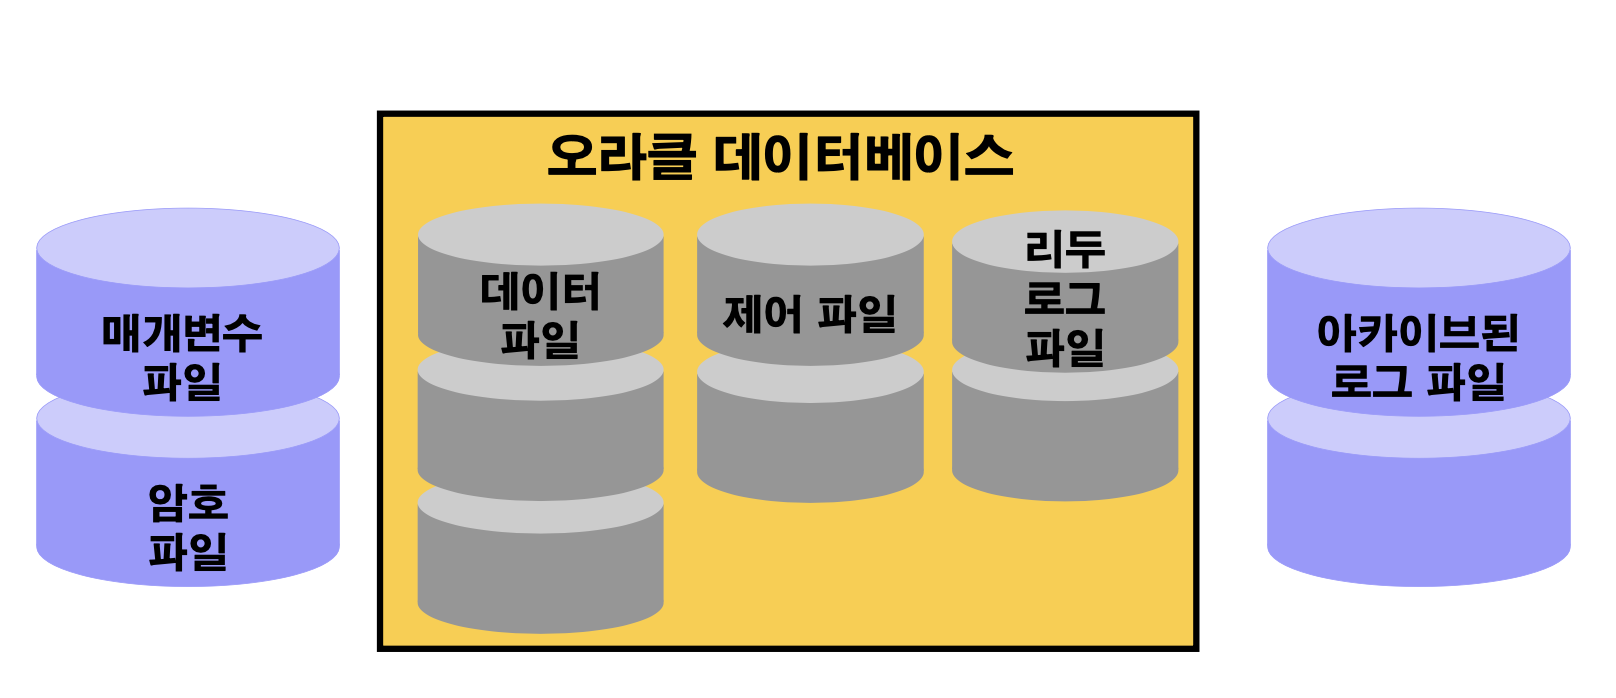 오라클 데이터베이스
매개변수
파일
암호
파일
데이터
파일
제어 파일
리두
로그
파일
아카이브된
로그 파일